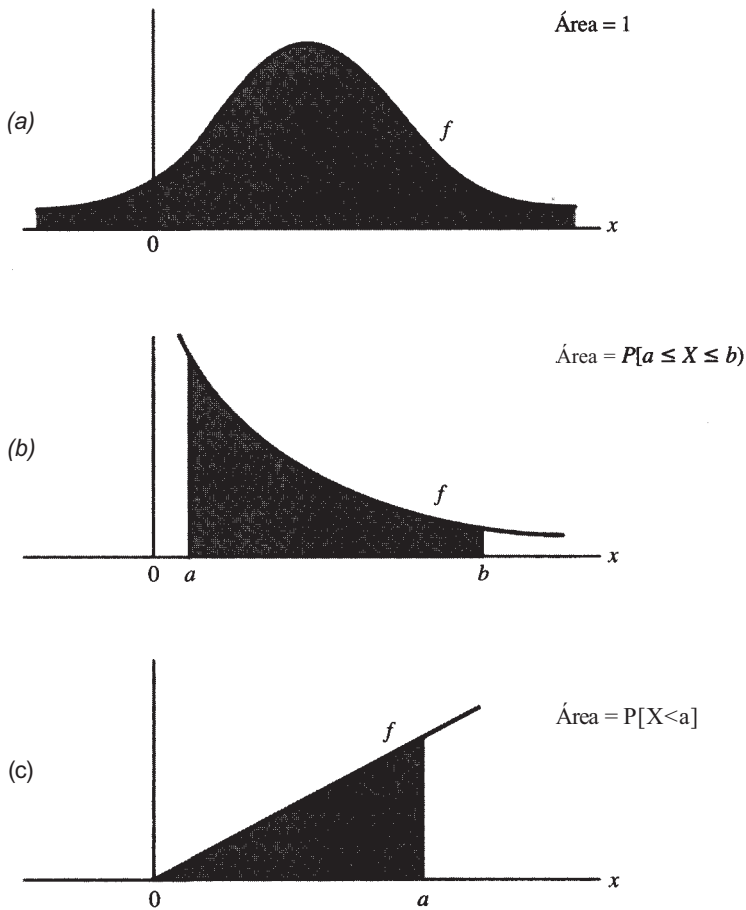 Área = 1
(a)
f
x
0
Área = P[a ≤ X ≤ b)
(b)
f
x
0 a b
Área = P[X<a]
f
(c)
x
0 a